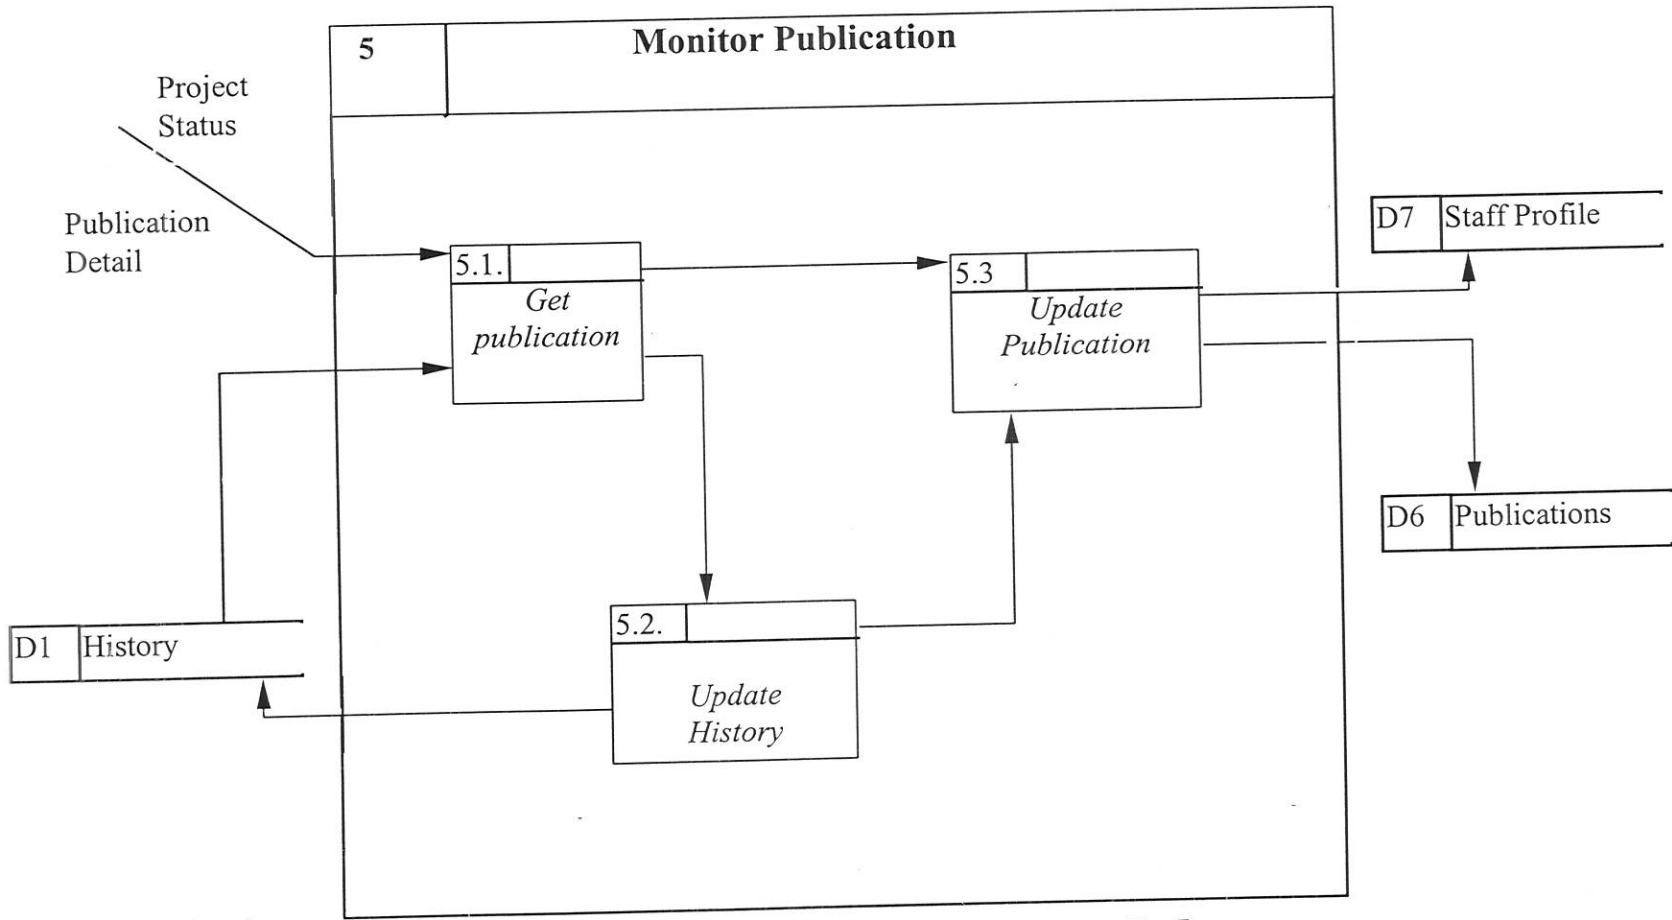 5
Monitor Publication
Project
Status
Publication
Detail
5.1.
Get
publication
5.3
Update
Publication
D7
Staff Profile
D6
Publications
5.2.
Update
History
D1
History